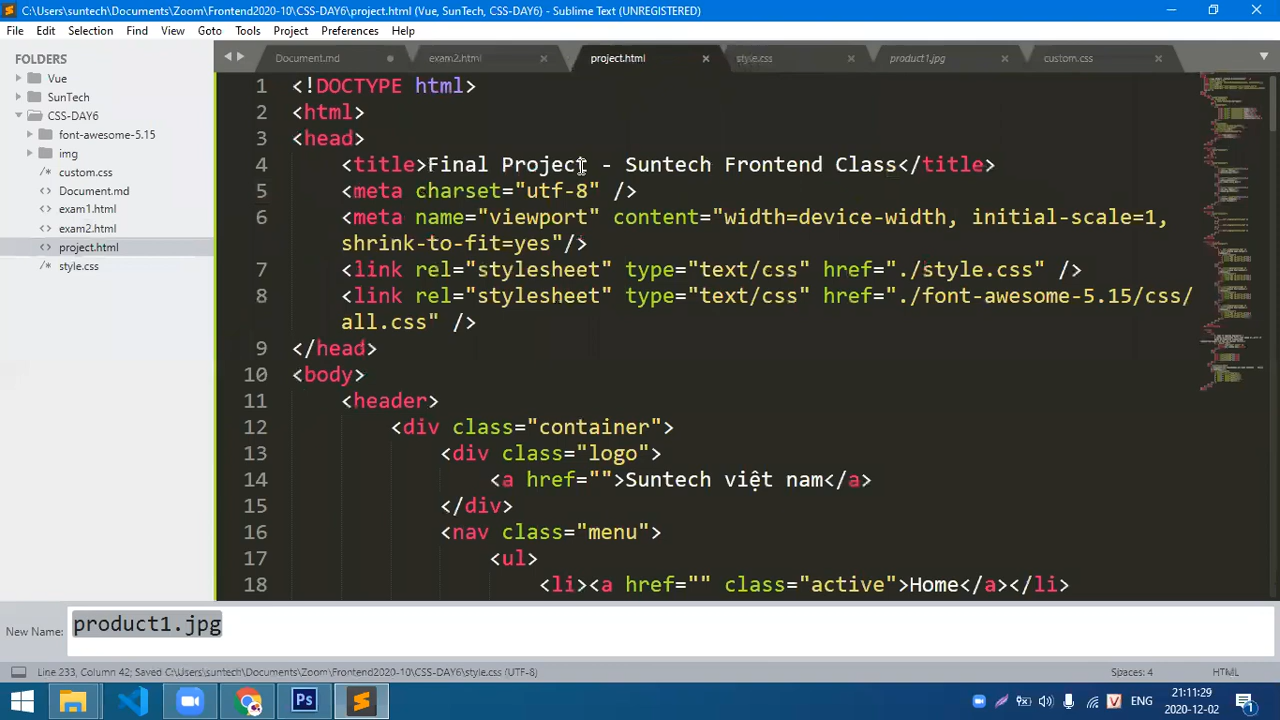 C:\Users\suntech\Documents\Zoom\Frontend2020-10\CSS-DAY6\project.html (Vue, SunTech, CSS-DAY6) - Sublime Text (UNREGISTERED)
File Edit Selection Find View Goto Tools Project Preferences Help
FOLDERS
Vue
SunTech
CSS-DAY6
font-awesome-5.15
img
custom.css
Document.md
exam1.html
exam2.html
project.html
style.css
Document.md exam2.html project.html style.css product1.jpg custom.css
1 <!DOCTYPE html>
2 <html>
3 <head>
4 <title>Final Project - Suntech Frontend Class</title>
5 <meta charset="utf-8" />
6 <meta name="viewport" content="width=device-width, initial-scale=1,
shrink-to-fit=yes"/>
7 <link rel="stylesheet" type="text/css" href="./style.css" />
8 <link rel="stylesheet" type="text/css" href="./font-awesome-5.15/css/
all.css" />
9 </head>
10 <body>
11 <header>
12 <div class="container">
13 <div class="logo">
14 <a href="">Suntech việt nam</a>
15 </div>
16 <nav class="menu">
17 <ul>
18 <li><a href="" class="active">Home</a></li>
New Name: product1.jpg
Line 233, Column 42; Saved C:\Users\suntech\Documents\Zoom\Frontend2020-10\CSS-DAY6\style.css (UTF-8) Spaces: 4 HTML
Ps
V ENG
21:11:29
2020-12-02
1